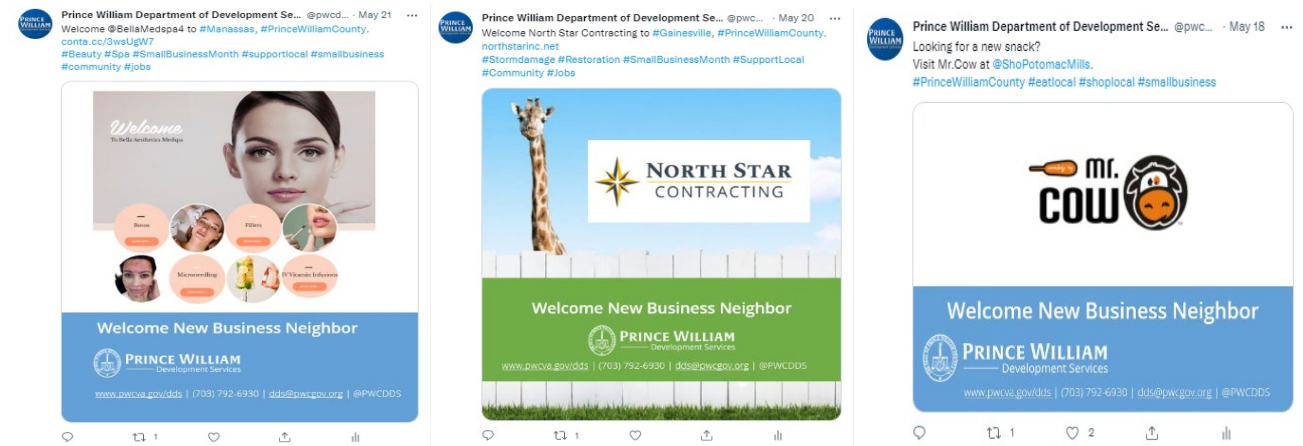 Prince William Department of Development Se... @pwcd... · May 21 ...
Welcome @BellaMedspa4 to #Manassas, #PrinceWilliamCounty.
conta.cc/3wsUgW7
#Beauty #Spa #SmallBusinessMonth #supportlocal #smallbusiness
#community #jobs
Welcome
To Bella Aesthetics Medspa
Botox
Fillers
Microneedling
IV Vitamin Infusions
Welcome New Business Neighbor
PRINCE WILLIAM
Development Services
www.pwcva.gov/dds | (703) 792-6930 | dds@pwcgov.org | @PWCDDS
1
PRINCE
WILLIAM
Prince William Department of Development Se... @pwc... · May 20 ...
Welcome North Star Contracting to #Gainesville, #PrinceWilliamCounty.
northstarinc.net
#Stormdamage #Restoration #SmallBusinessMonth #SupportLocal
#Community #Jobs
NORTH STAR
CONTRACTING
Welcome New Business Neighbor
PRINCE WILLIAM
Development Services
www.pwcva.gov/dds | (703) 792-6930 | dds@pwcgov.org | @PWCDDS
1
PRINCE
WILLIAM
Prince William Department of Development Se... @pwc... · May 18 ...
Looking for a new snack?
Visit Mr.Cow at @ShoPotomacMills.
#PrinceWilliamCounty #eatlocal #shoplocal #smallbusiness
mr.
COW
Welcome New Business Neighbor
PRINCE WILLIAM
Development Services
www.pwcva.gov/dds | (703) 792-6930 | dds@pwcgov.org | @PWCDDS
1 2